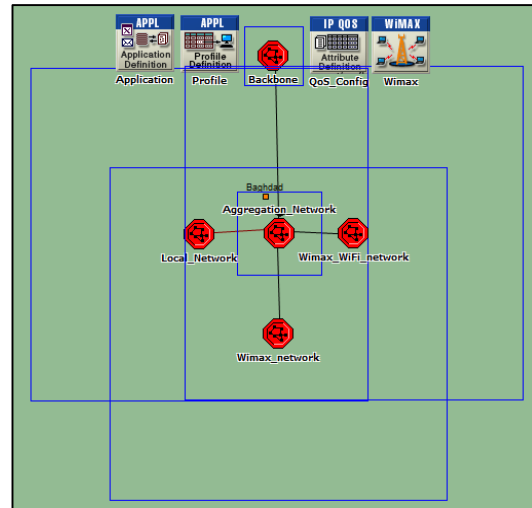 APPL
Application Definition
Application
APPL
Profile Definition
Profile
Backbone
IP QOS
Attribute Definition
QoS_Config
WiMAX
Wimax
Baghdad
Aggregation_Network
Local_Network
Wimax_WiFi_network
Wimax_network